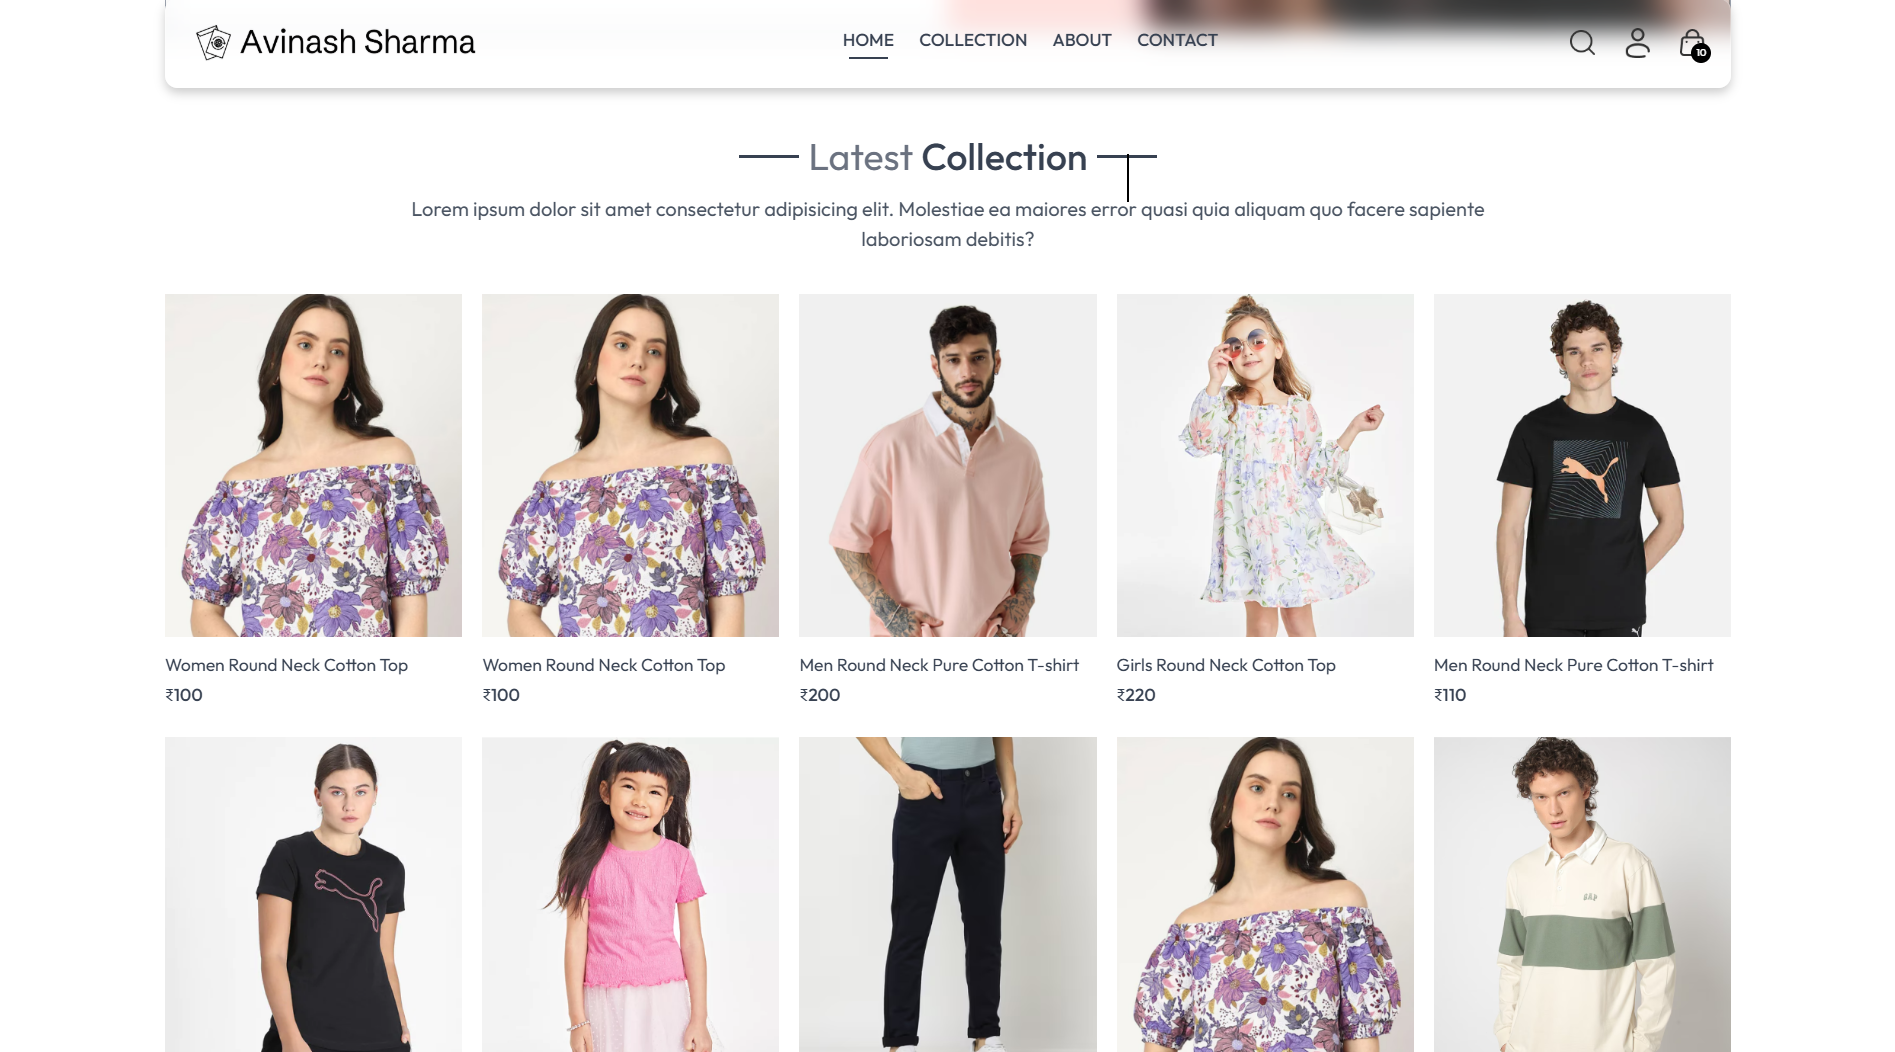 Avinash Sharma
HOME COLLECTION ABOUT CONTACT
10
Latest Collection
Lorem ipsum dolor sit amet consectetur adipisicing elit. Molestiae ea maiores error quasi quia aliquam quo facere sapiente
laboriosam debitis?
Women Round Neck Cotton Top
₹100
Women Round Neck Cotton Top
₹100
Men Round Neck Pure Cotton T-shirt
₹200
Girls Round Neck Cotton Top
₹220
Men Round Neck Pure Cotton T-shirt
₹110
GAP